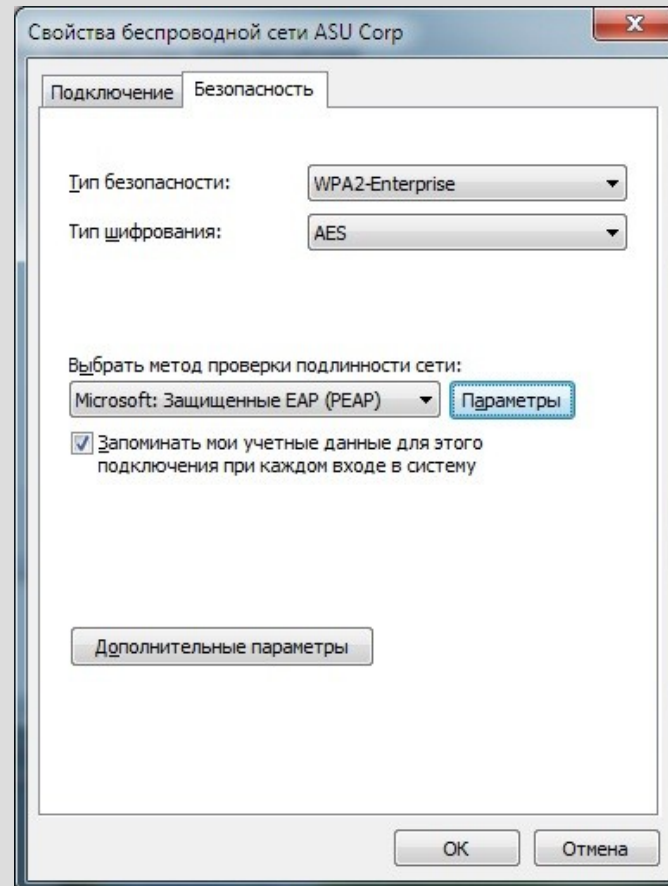 Свойства беспроводной сети ASU Corp
Подключение
Безопасность
Тип безопасности:
WPA2-Enterprise
Тип шифрования:
AES
Выбрать метод проверки подлинности сети:
Microsoft: Защищенные EAP (PEAP)
Параметры
Запоминать мои учетные данные для этого
подключения при каждом входе в систему
Дополнительные параметры
ОК
Отмена